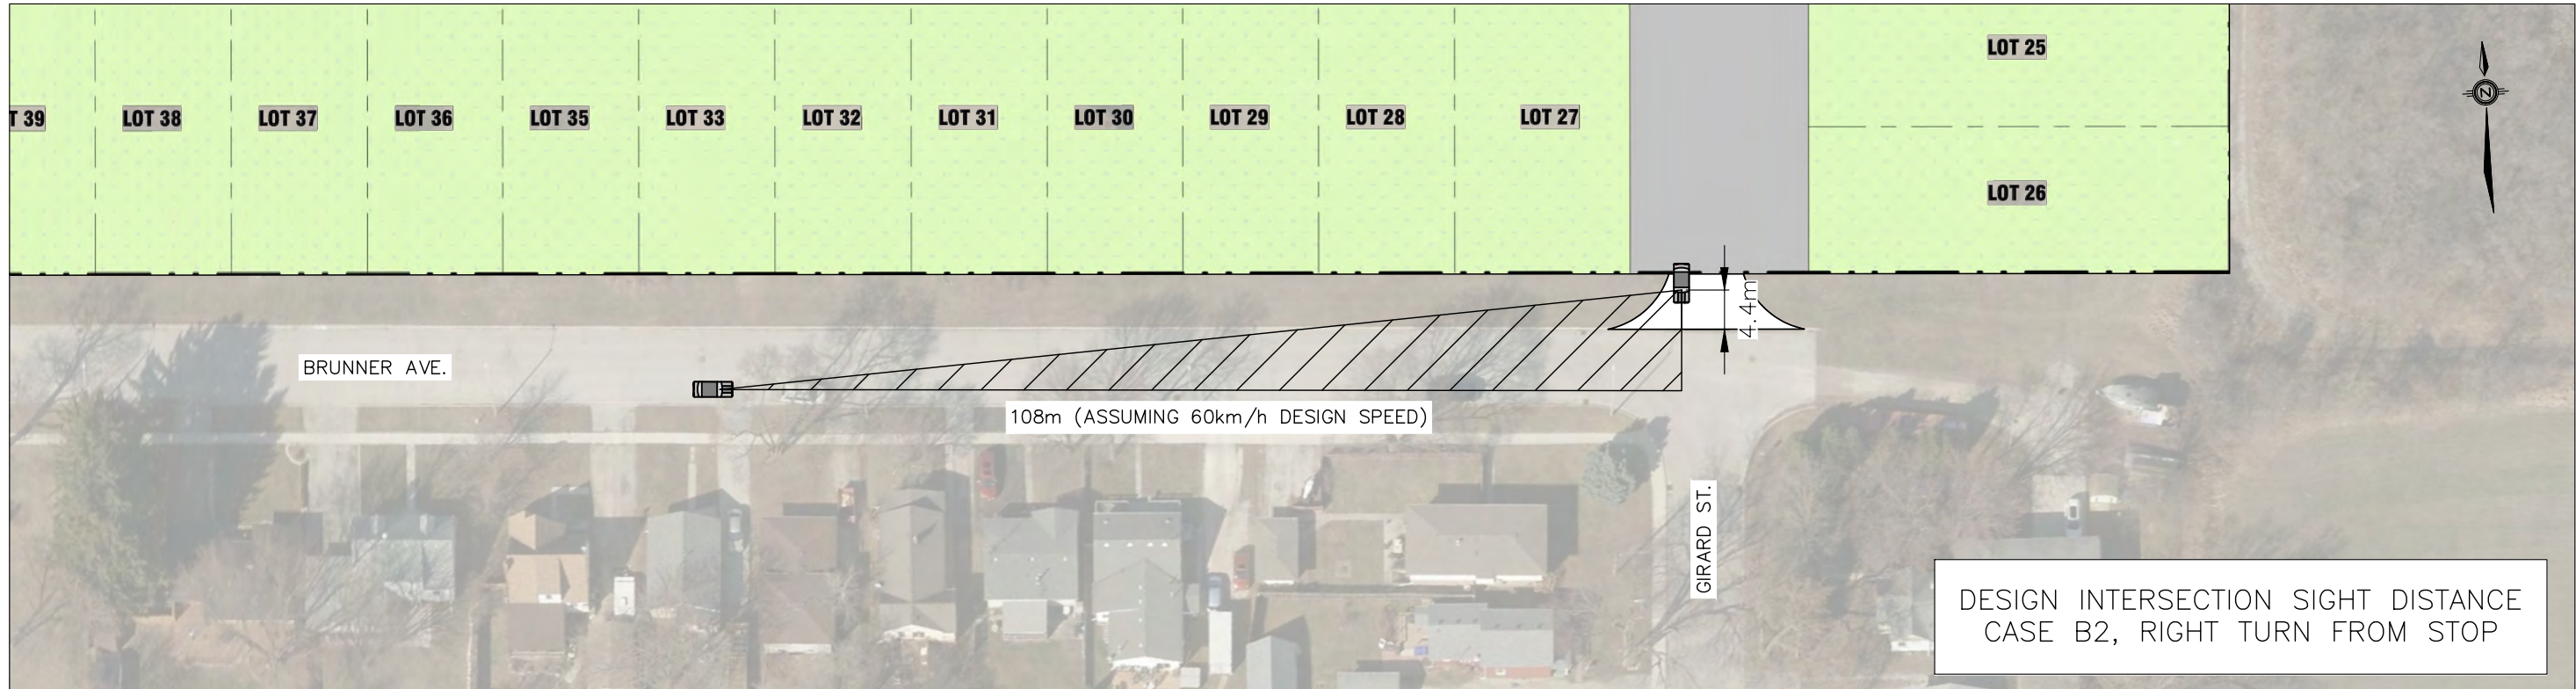 LOT 25
T 39
LOT 38
LOT 37
LOT 36
LOT 35
LOT 33
LOT 32
LOT 31
LOT 30
LOT 29
LOT 28
LOT 27
LOT 26
N
4.4m
BRUNNER AVE.
108m (ASSUMING 60km/h DESIGN SPEED)
GIRARD ST.
DESIGN INTERSECTION SIGHT DISTANCE
CASE B2, RIGHT TURN FROM STOP